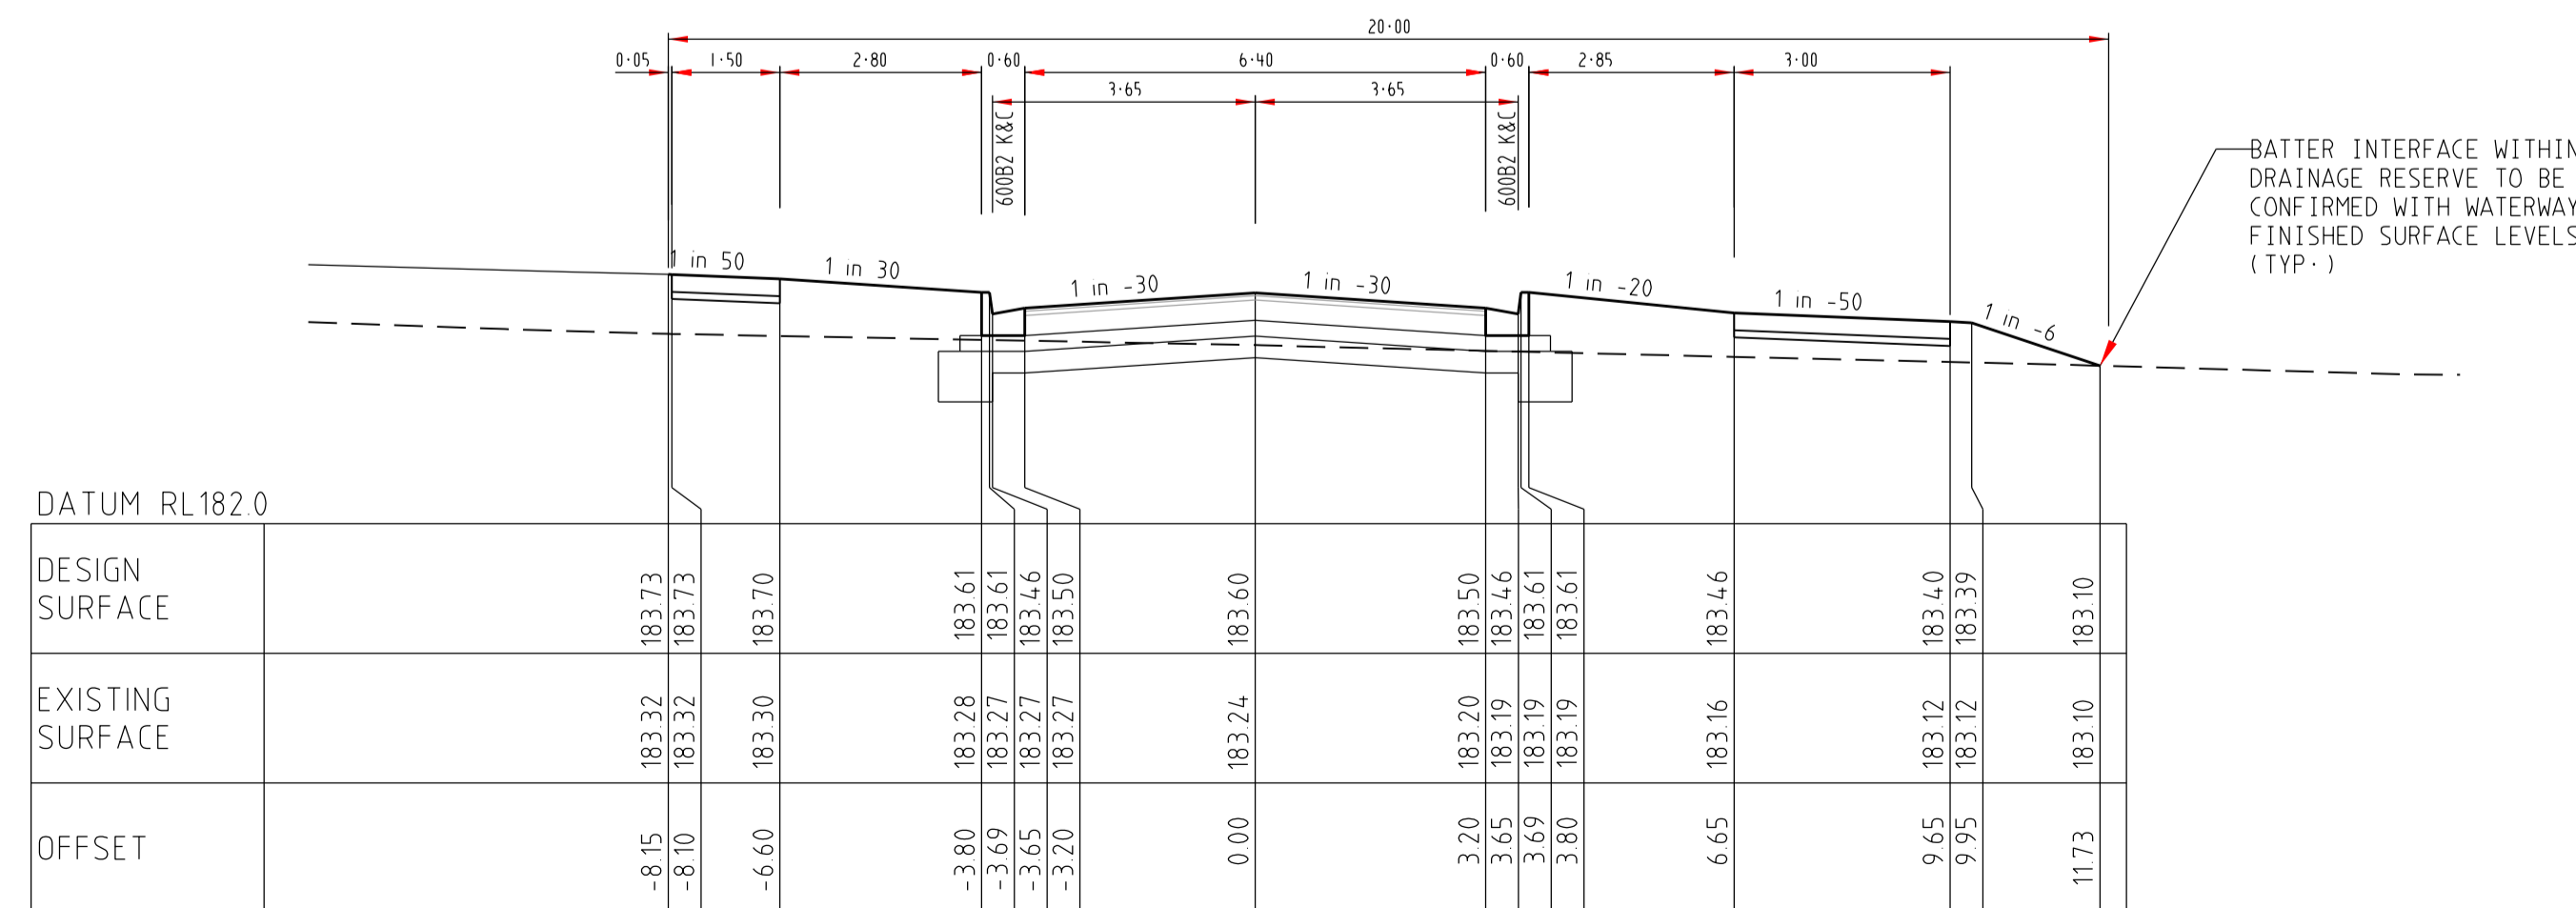 20·00
0·05 1·50 2·80 0·60 6·40 0·60 2·85 3·00
3·65 3·65
600B2 K&C 600B2 K&C
BATTER INTERFACE WITHIN
DRAINAGE RESERVE TO BE
CONFIRMED WITH WATERWAY
FINISHED SURFACE LEVELS
(TYP·)
1 in 50 1 in 30 1 in -30 1 in -30 1 in -20 1 in -50 1 in -6
DATUM RL182.0
DESIGN
SURFACE
183.73 183.73 183.70 183.61 183.61 183.46 183.50 183.60 183.50 183.46 183.61 183.61 183.46 183.40 183.39 183.10
EXISTING
SURFACE
183.32 183.32 183.30 183.28 183.27 183.27 183.27 183.24 183.20 183.19 183.19 183.19 183.16 183.12 183.12 183.10
OFFSET
-8.15 -8.10 -6.60 -3.80 -3.69 -3.65 -3.20 0.00 3.20 3.65 3.69 3.80 6.65 9.65 9.95 11.73